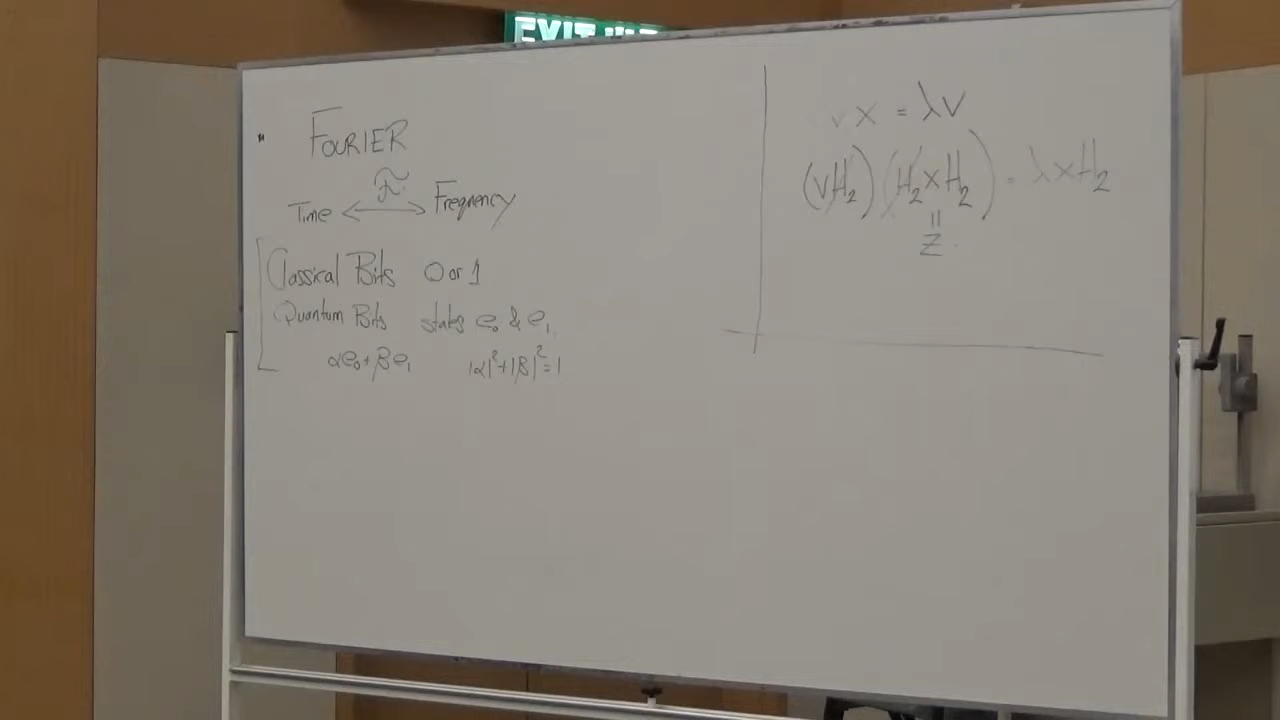 EXIT
FOURIER
F
Time ⟷ Frequency
Classical Bits 0 or 1
Quantum Bits states e₀ & e₁
αe₀+βe₁ |α|²+|β|²=1
vX = λv
(vH₂)(H₂XH₂) = λxH₂
=
Z